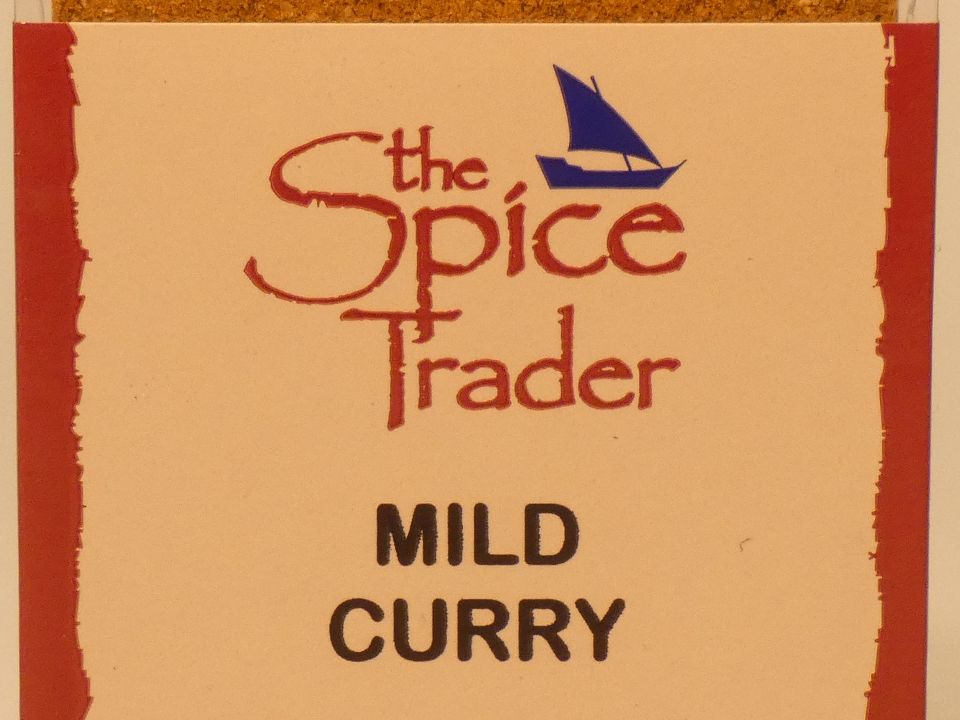 the
Spice
Trader
MILD
CURRY